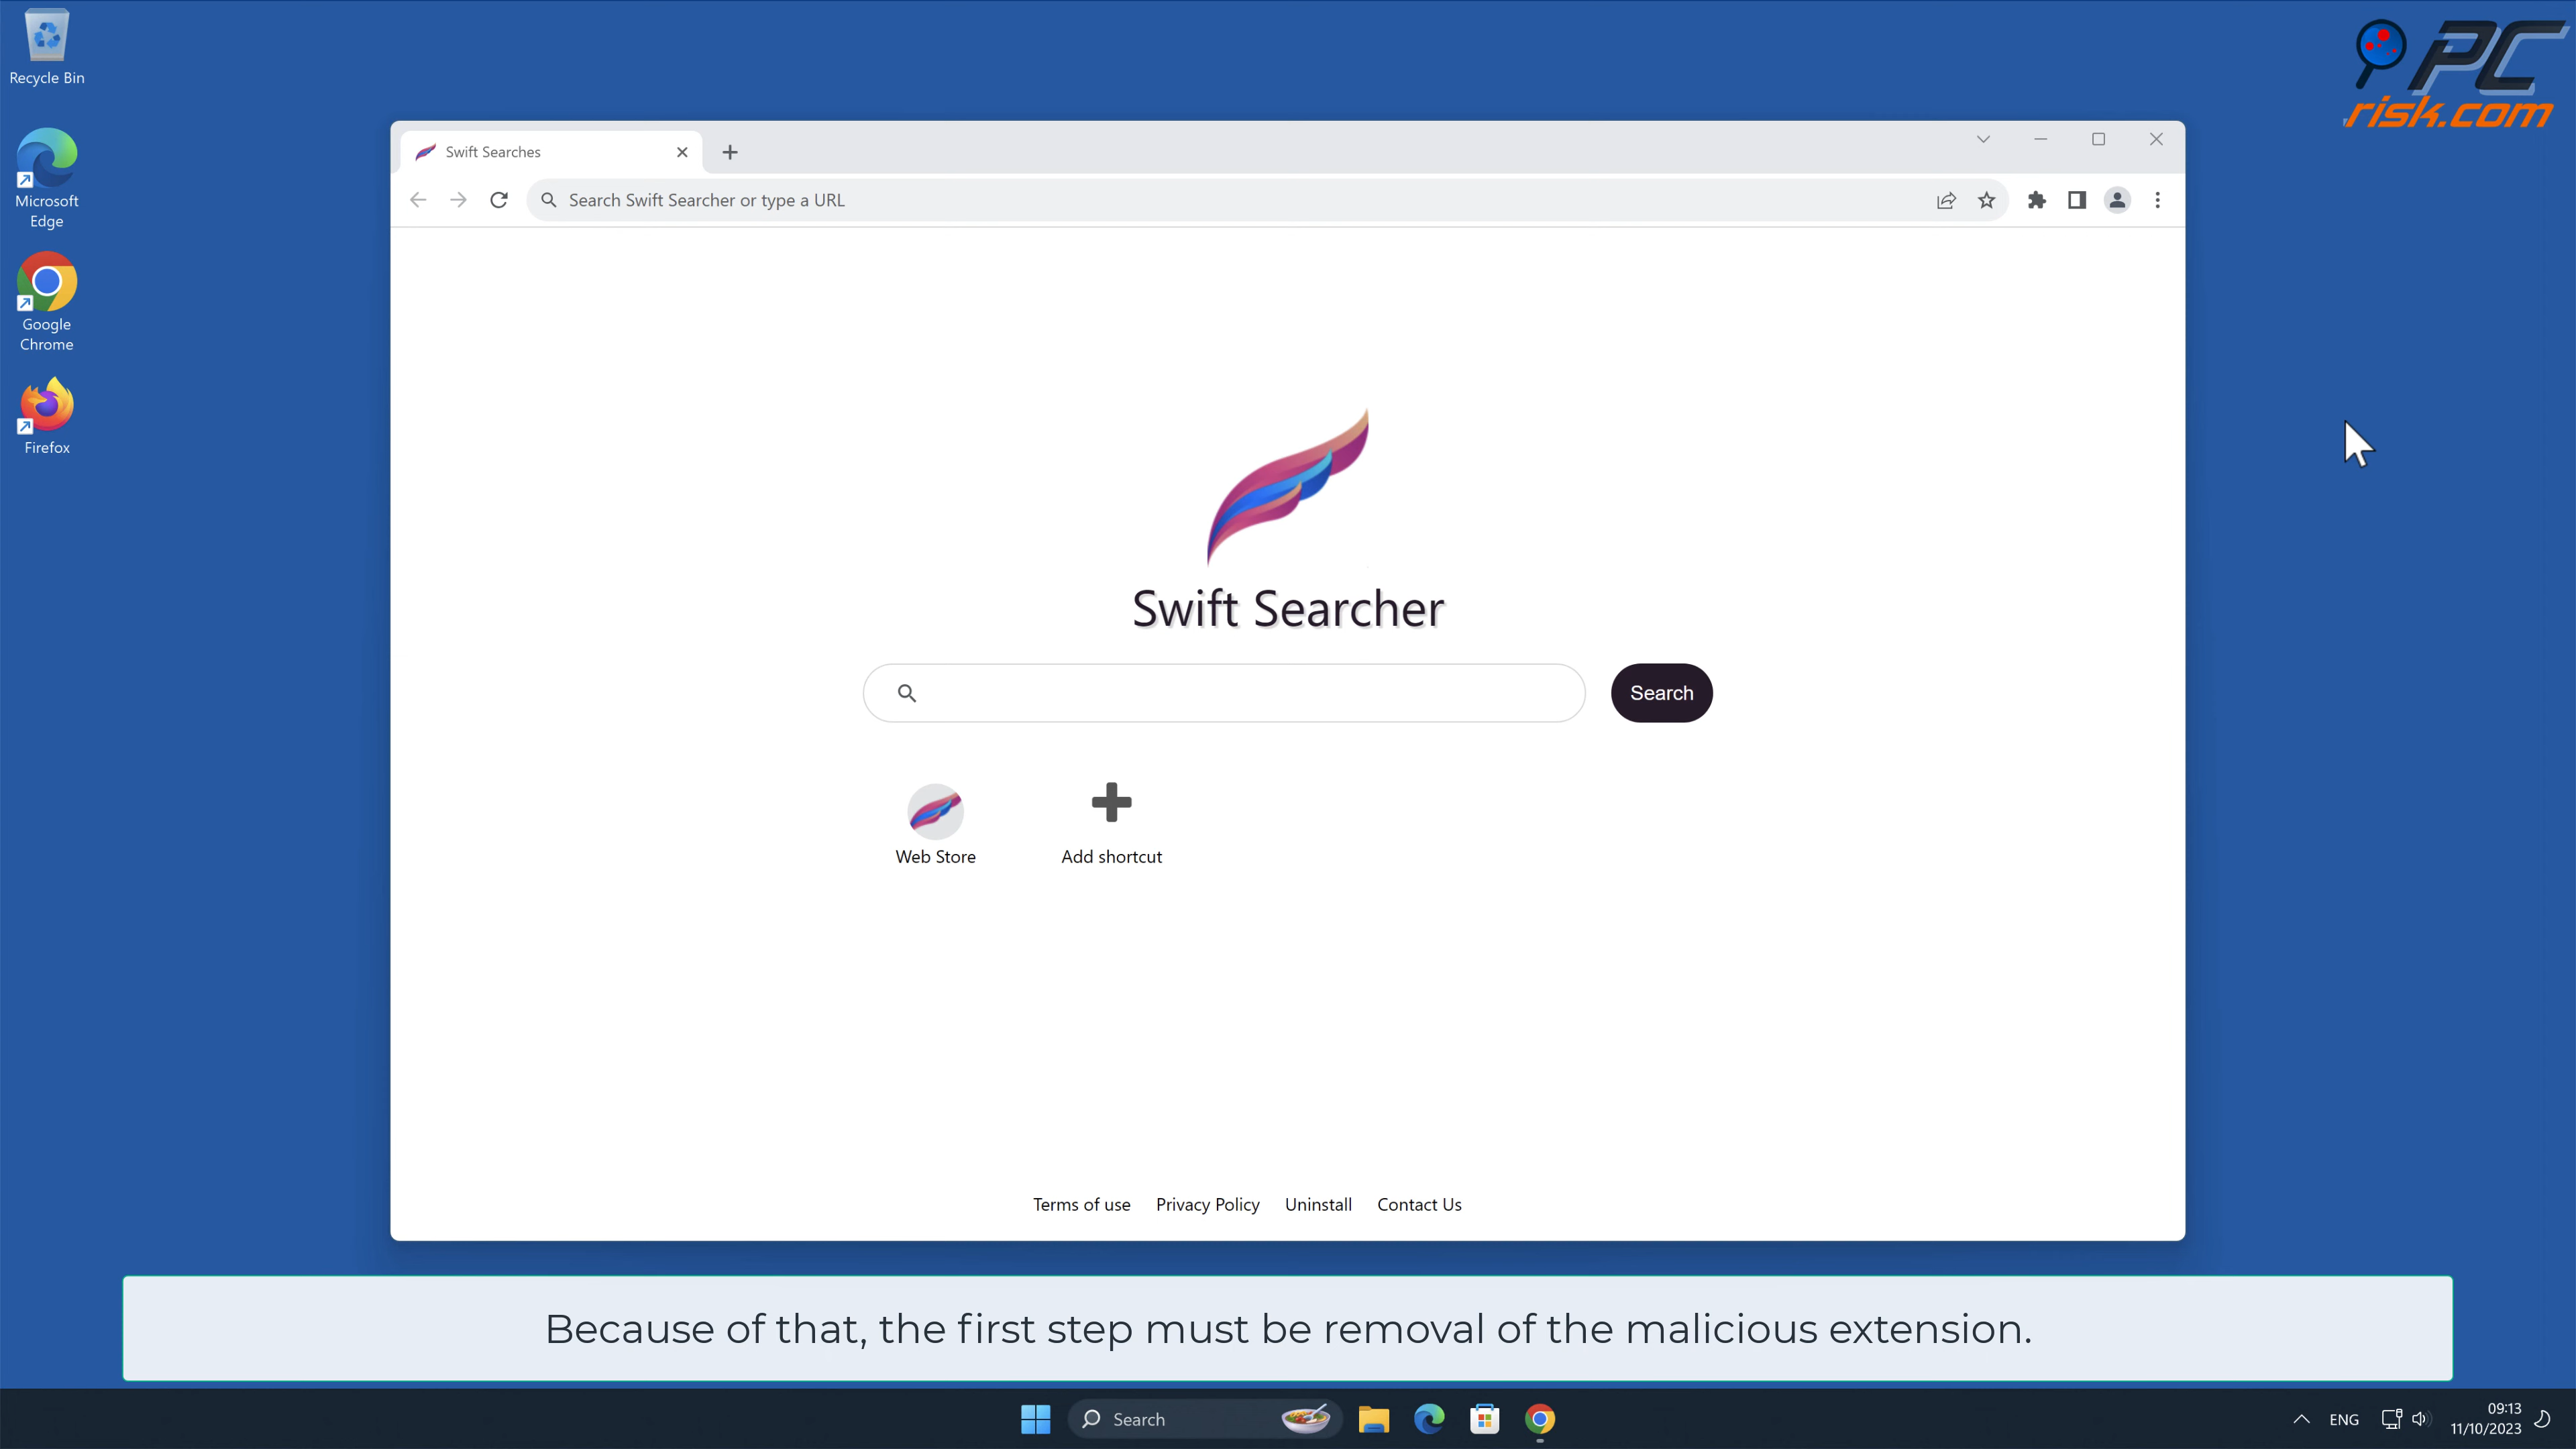 Recycle Bin
PC
risk.com
Swift Searches
Microsoft
Edge
Search Swift Searcher or type a URL
Google
Chrome
Firefox
Swift Searcher
Search
Web Store
Add shortcut
Terms of use Privacy Policy Uninstall Contact Us
Because of that, the first step must be removal of the malicious extension.
Search
ENG
09:13
11/10/2023